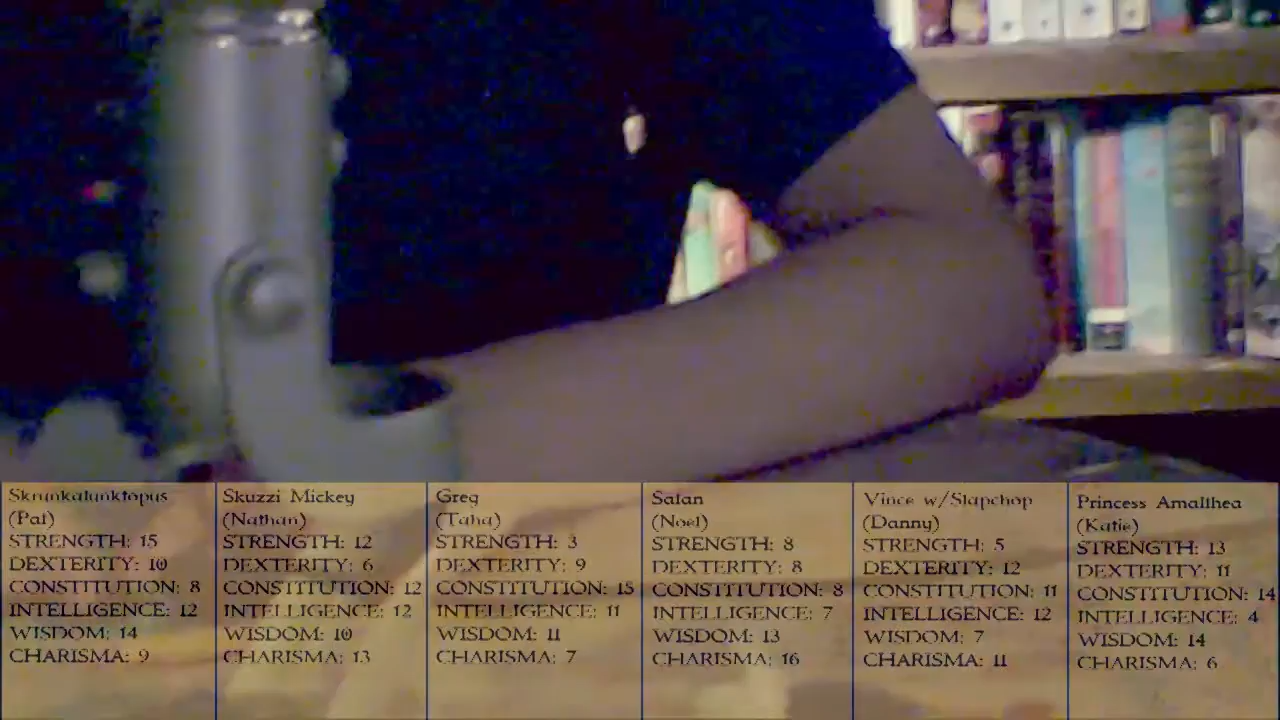 Skrunkalunktopus
(Pat)
STRENGTH: 15
DEXTERITY: 10
CONSTITUTION: 8
INTELLIGENCE: 12
WISDOM: 14
CHARISMA: 9
Skuzzi Mickey
(Nathan)
STRENGTH: 12
DEXTERITY: 6
CONSTITUTION: 12
INTELLIGENCE: 12
WISDOM: 10
CHARISMA: 13
Greg
(Taha)
STRENGTH: 3
DEXTERITY: 9
CONSTITUTION: 15
INTELLIGENCE: 11
WISDOM: 11
CHARISMA: 7
Satan
(Noel)
STRENGTH: 8
DEXTERITY: 8
CONSTITUTION: 8
INTELLIGENCE: 7
WISDOM: 13
CHARISMA: 16
Vince w/Slapchop
(Danny)
STRENGTH: 5
DEXTERITY: 12
CONSTITUTION: 11
INTELLIGENCE: 12
WISDOM: 7
CHARISMA: 11
Princess Amalthea
(Katie)
STRENGTH: 13
DEXTERITY: 11
CONSTITUTION: 14
INTELLIGENCE: 4
WISDOM: 14
CHARISMA: 6